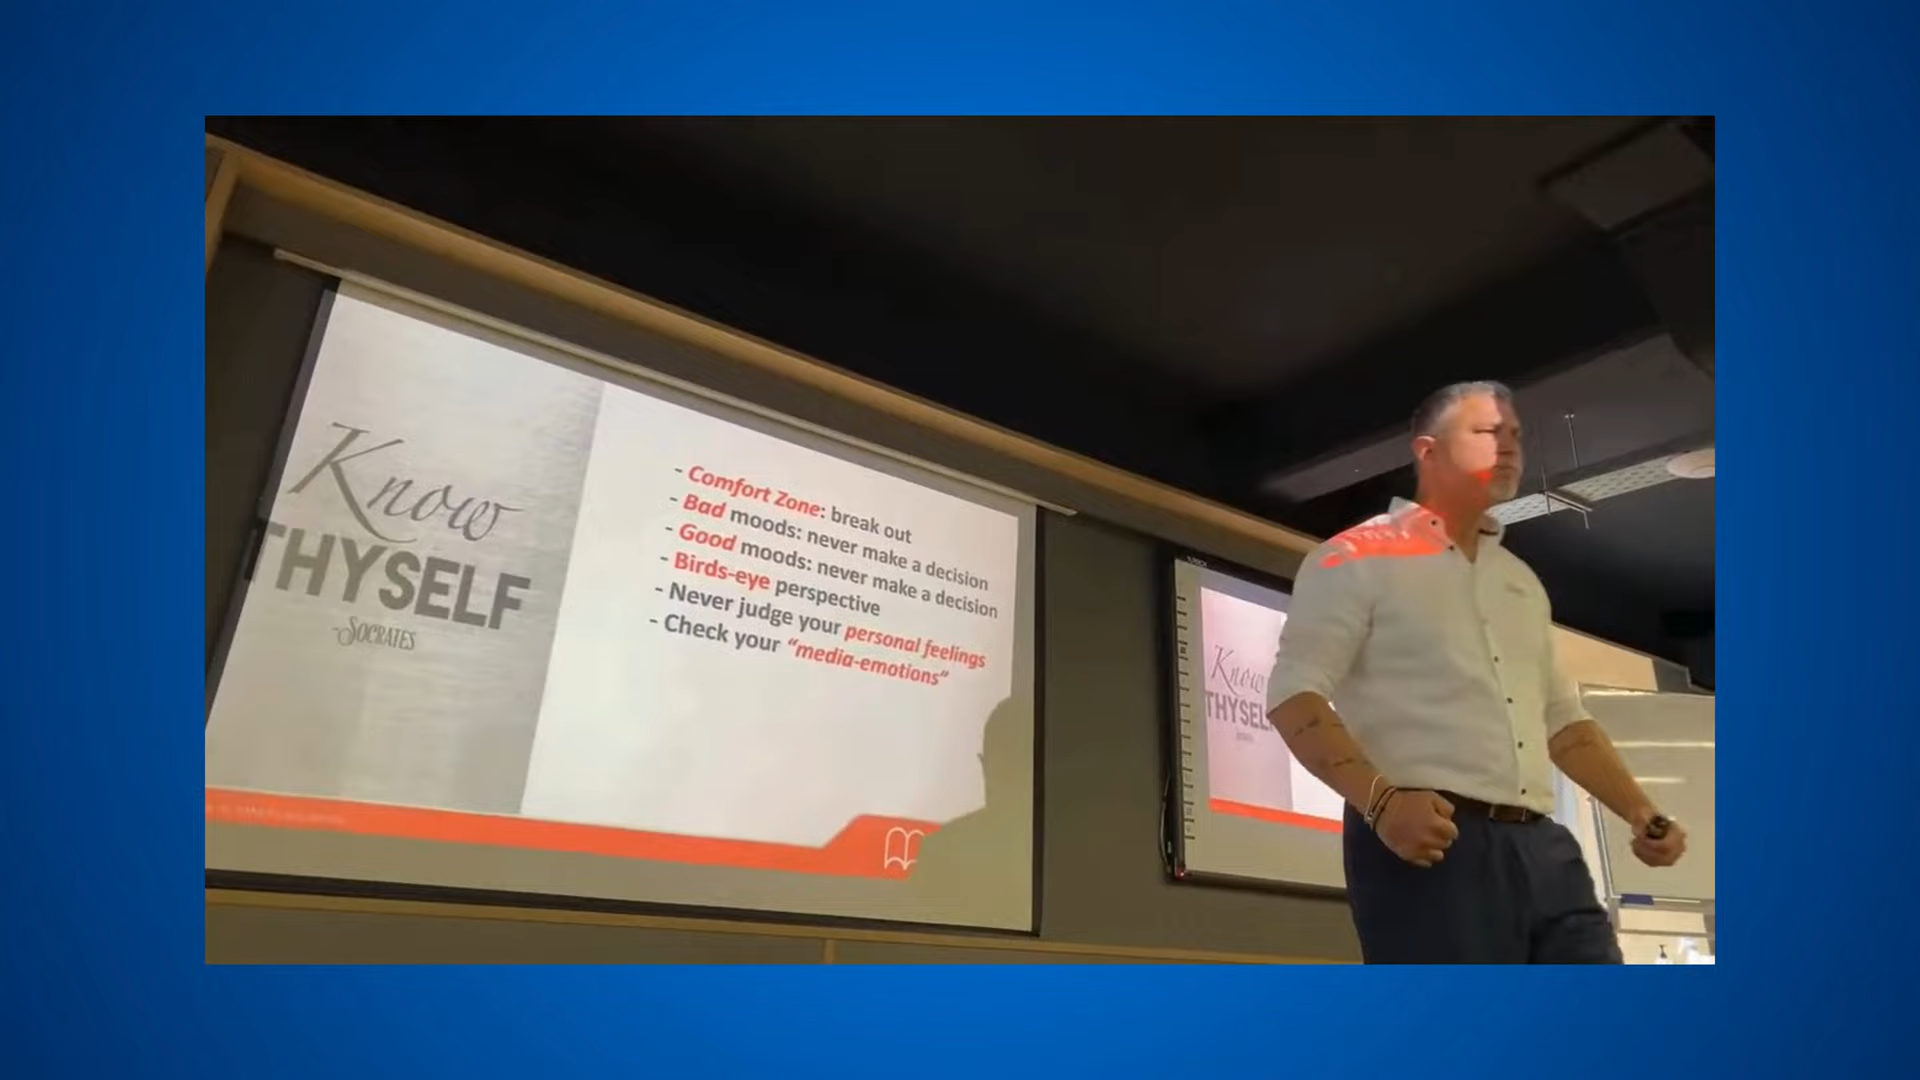 Know
THYSELF
-SOCRATES
- Comfort Zone: break out
- Bad moods: never make a decision
- Good moods: never make a decision
- Birds-eye perspective
- Never judge your personal feelings
- Check your “media-emotions“
Know
THYSELF